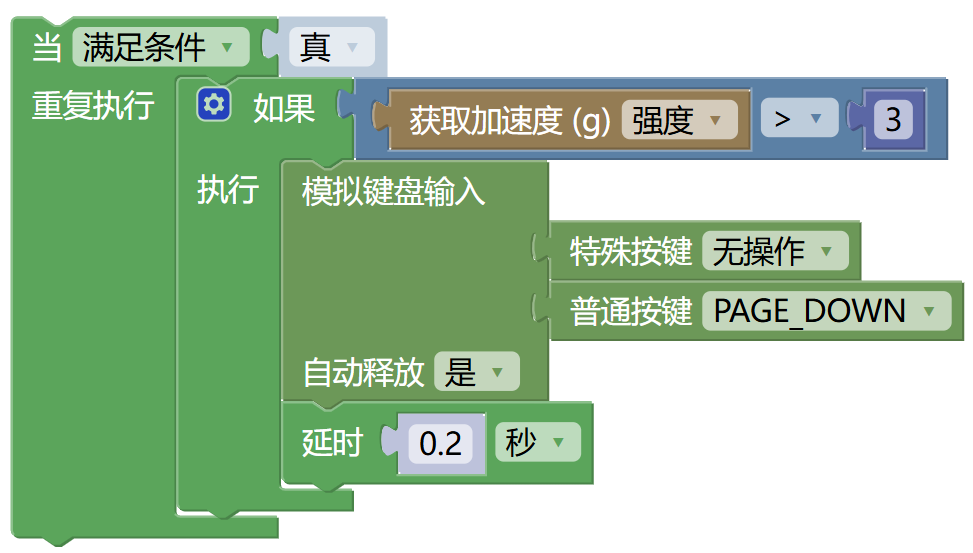 当 满足条件 真
重复执行 如果 获取加速度 (g) 强度 > 3
执行 模拟键盘输入
特殊按键 无操作
普通按键 PAGE_DOWN
自动释放 是
延时 0.2 秒